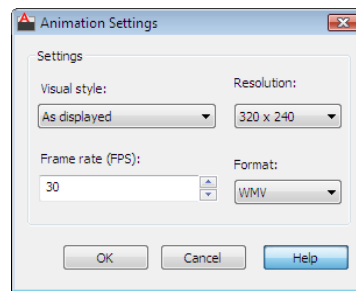 Animation Settings
Settings
Visual style:
Resolution:
As displayed
320 x 240
Frame rate (FPS):
Format:
30
WMV
OK
Cancel
Help